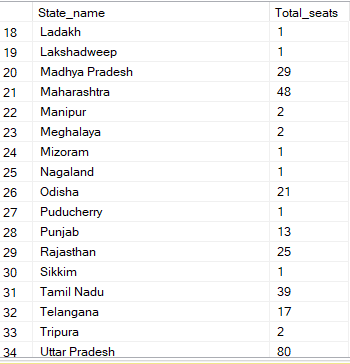 State_name Total_seats
18 Ladakh 1
19 Lakshadweep 1
20 Madhya Pradesh 29
21 Maharashtra 48
22 Manipur 2
23 Meghalaya 2
24 Mizoram 1
25 Nagaland 1
26 Odisha 21
27 Puducherry 1
28 Punjab 13
29 Rajasthan 25
30 Sikkim 1
31 Tamil Nadu 39
32 Telangana 17
33 Tripura 2
34 Uttar Pradesh 80